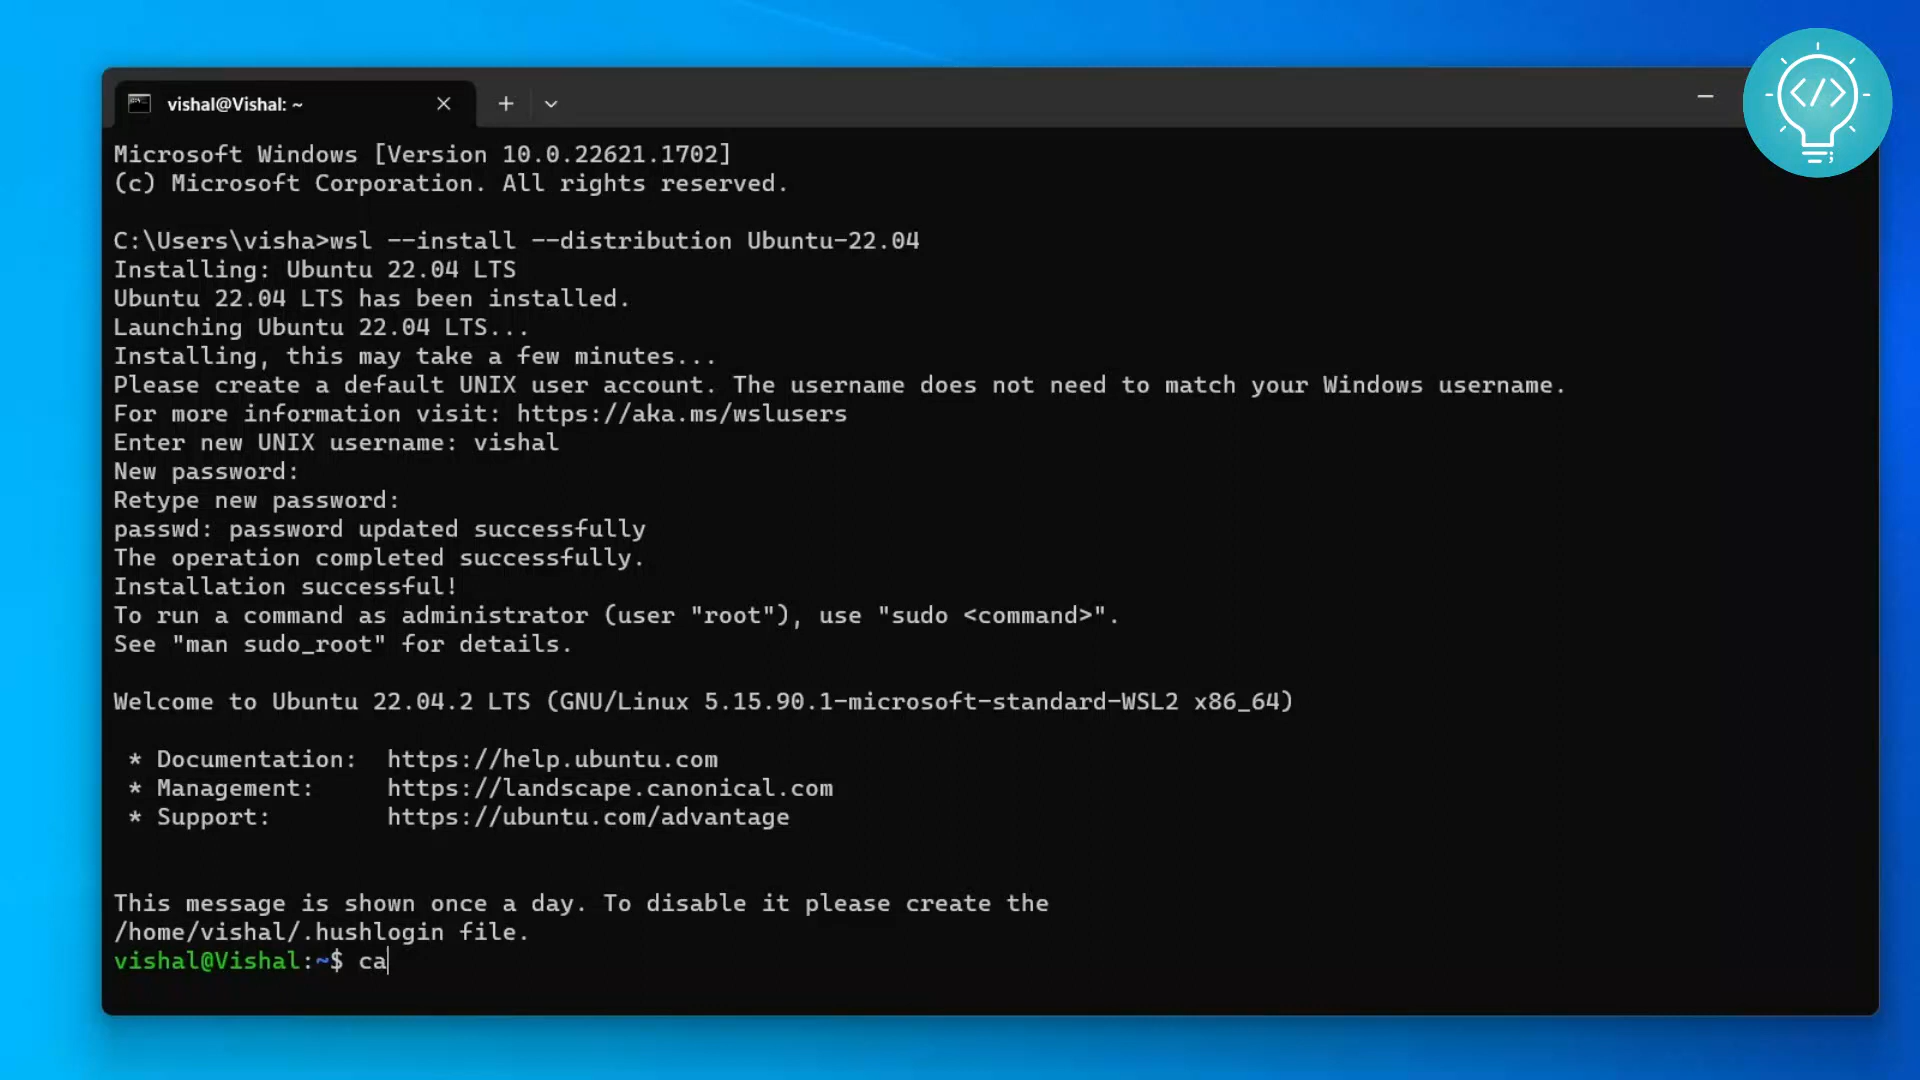 vishal@Vishal: ~
Microsoft Windows [Version 10.0.22621.1702]
(c) Microsoft Corporation. All rights reserved.
C:\Users\visha>wsl --install --distribution Ubuntu-22.04
Installing: Ubuntu 22.04 LTS
Ubuntu 22.04 LTS has been installed.
Launching Ubuntu 22.04 LTS...
Installing, this may take a few minutes...
Please create a default UNIX user account. The username does not need to match your Windows username.
For more information visit: https://aka.ms/wslusers
Enter new UNIX username: vishal
New password:
Retype new password:
passwd: password updated successfully
The operation completed successfully.
Installation successful!
To run a command as administrator (user "root"), use "sudo <command>".
See "man sudo_root" for details.
Welcome to Ubuntu 22.04.2 LTS (GNU/Linux 5.15.90.1-microsoft-standard-WSL2 x86_64)
* Documentation: https://help.ubuntu.com
* Management: https://landscape.canonical.com
* Support: https://ubuntu.com/advantage
This message is shown once a day. To disable it please create the
/home/vishal/.hushlogin file.
vishal@Vishal:~$ ca